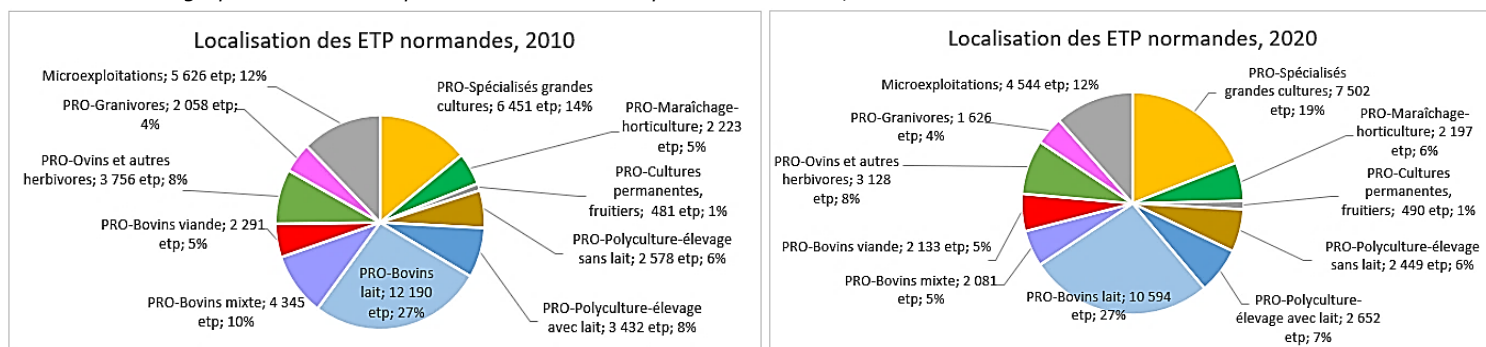 Localisation des ETP normandes, 2010
Microexploitations; 5 626 etp; 12%
PRO-Granivores; 2 058 etp;
4%
PRO-Ovins et autres
herbivores; 3 756 etp; 8%
PRO-Bovins viande; 2 291
etp; 5%
PRO-Bovins mixte; 4 345
etp; 10%
PRO-Bovins
lait; 12 190
etp; 27%
PRO-Spécialisés grandes
cultures; 6 451 etp; 14%
PRO-Maraîchage-
horticulture; 2 223
etp; 5%
PRO-Cultures
permanentes,
fruitiers; 481 etp; 1%
PRO-Polyculture-élevage
sans lait; 2 578 etp; 6%
PRO-Polyculture-élevage
avec lait; 3 432 etp; 8%
Localisation des ETP normandes, 2020
Microexploitations; 4 544 etp; 12%
PRO-Granivores; 1 626
etp; 4%
PRO-Ovins et autres
herbivores; 3 128
etp; 8%
PRO-Bovins viande; 2 133 etp; 5%
PRO-Bovins mixte; 2 081
etp; 5%
PRO-Bovins lait; 10 594
etp; 27%
PRO-Spécialisés
grandes cultures; 7 502
etp; 19%
PRO-Maraîchage-
horticulture; 2 197
etp; 6%
PRO-Cultures
permanentes,
fruitiers; 490 etp; 1%
PRO-Polyculture-élevage
sans lait; 2 449 etp; 6%
PRO-Polyculture-
élevage avec lait; 2 652
etp; 7%